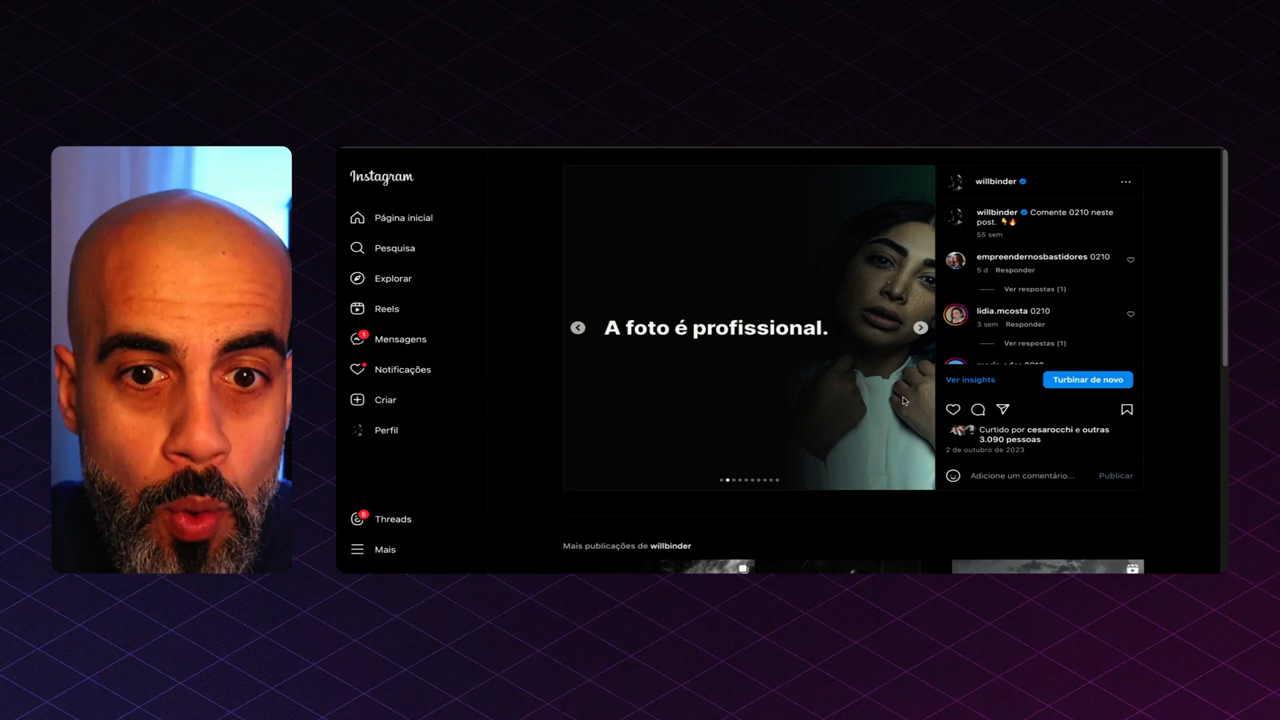 Instagram
Página inicial
Pesquisa
Explorar
Reels
1
Mensagens
Notificações
Criar
Perfil
5
Threads
Mais
A foto é profissional.
willbinder
willbinder Comente 0210 neste
post.
55 sem
empreendernosbastidores 0210
5 d Responder
Ver respostas (1)
lidia.mcosta 0210
3 sem Responder
Ver respostas (1)
Ver insights
Turbinar de novo
Curtido por cesarocchi e outras
3.090 pessoas
2 de outubro de 2023
Adicione um comentário...
Publicar
Mais publicações de willbinder